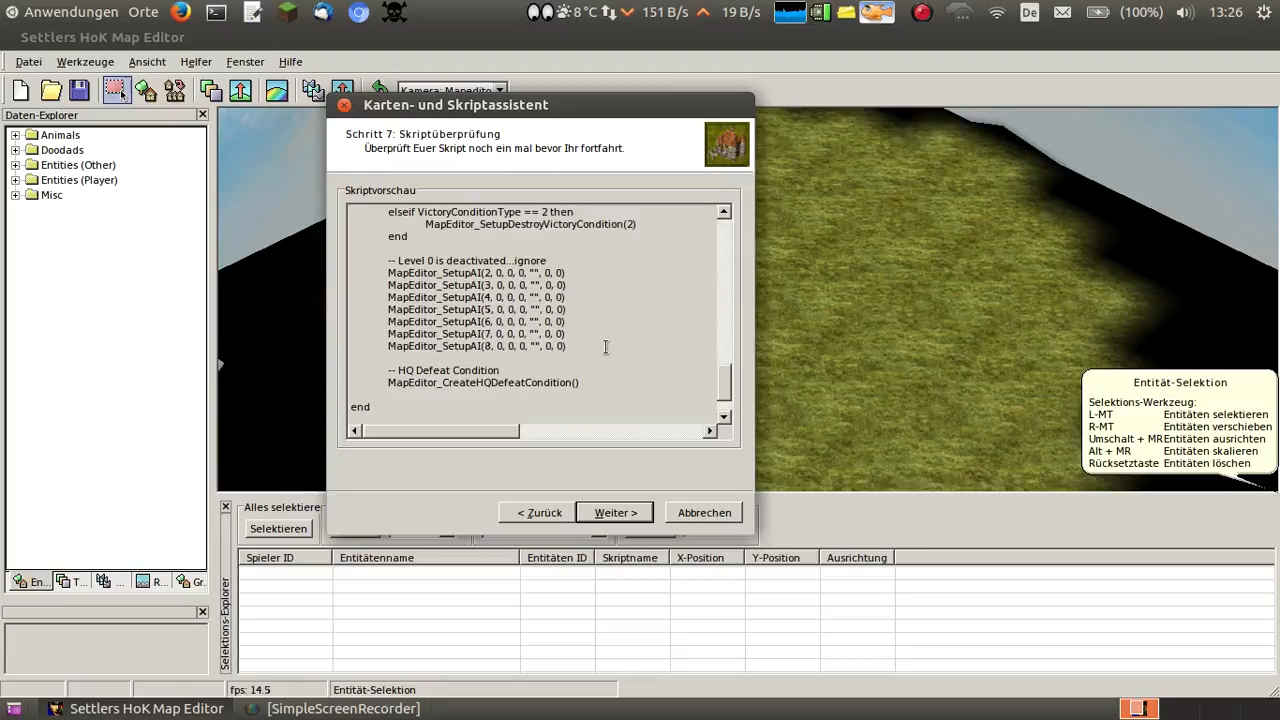 Anwendungen Orte 8 °C 151 B/s 19 B/s De (100%) 13:26
Settlers HoK Map Editor
Datei Werkzeuge Ansicht Helfer Fenster Hilfe
Kamera: Mapedito
Daten-Explorer
Animals
Doodads
Entities (Other)
Entities (Player)
Misc
Karten- und Skriptassistent
Schritt 7: Skriptüberprüfung
Überprüft Euer Skript noch ein mal bevor Ihr fortfahrt.
Skriptvorschau
elseif VictoryConditionType == 2 then
MapEditor_SetupDestroyVictoryCondition(2)
end
-- Level 0 is deactivated...ignore
MapEditor_SetupAI(2, 0, 0, 0, "", 0, 0)
MapEditor_SetupAI(3, 0, 0, 0, "", 0, 0)
MapEditor_SetupAI(4, 0, 0, 0, "", 0, 0)
MapEditor_SetupAI(5, 0, 0, 0, "", 0, 0)
MapEditor_SetupAI(6, 0, 0, 0, "", 0, 0)
MapEditor_SetupAI(7, 0, 0, 0, "", 0, 0)
MapEditor_SetupAI(8, 0, 0, 0, "", 0, 0)
-- HQ Defeat Condition
MapEditor_CreateHQDefeatCondition()
end
< Zurück Weiter > Abbrechen
Entität-Selektion
Selektions-Werkzeug:
L-MT Entitäten selektieren
R-MT Entitäten verschieben
Umschalt + MR Entitäten ausrichten
Alt + MR Entitäten skalieren
Rücksetztaste Entitäten löschen
Alles selektiere
Selektieren
Spieler ID Entitätenname Entitäten ID Skriptname X-Position Y-Position Ausrichtung
En... T... ... R... Gr.
Selektions-Explorer
fps: 14.5 Entität-Selektion
Settlers HoK Map Editor [SimpleScreenRecorder]